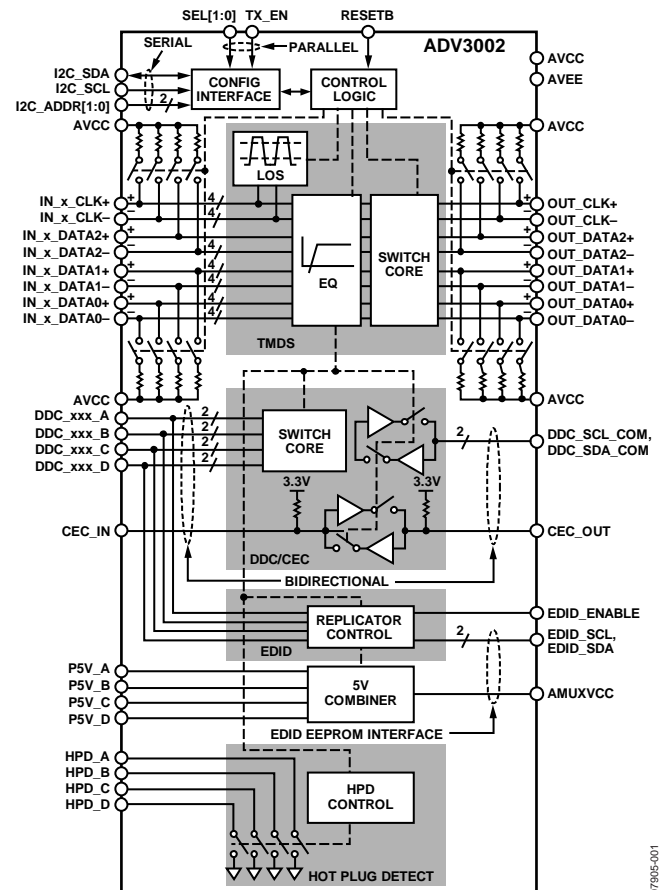 SEL[1:0] TX_EN RESETB
SERIAL PARALLEL ADV3002
AVCC
AVEE
I2C_SDA
I2C_SCL
I2C_ADDR[1:0] 2
CONFIG
INTERFACE
CONTROL
LOGIC
AVCC AVCC
LOS
IN_x_CLK+ + 4 + OUT_CLK+
IN_x_CLK– – 4 – OUT_CLK–
IN_x_DATA2+ + + OUT_DATA2+
IN_x_DATA2– – 4 – OUT_DATA2–
IN_x_DATA1+ + + OUT_DATA1+
IN_x_DATA1– – 4 – OUT_DATA1–
IN_x_DATA0+ + 4 + OUT_DATA0+
IN_x_DATA0– – 4 – OUT_DATA0–
EQ
SWITCH
CORE
TMDS
AVCC AVCC
DDC_xxx_A 2
DDC_xxx_B 2
DDC_xxx_C 2
DDC_xxx_D 2
SWITCH
CORE
2 DDC_SCL_COM,
DDC_SDA_COM
3.3V 3.3V
CEC_IN CEC_OUT
DDC/CEC
BIDIRECTIONAL
REPLICATOR
CONTROL
EDID
EDID_ENABLE
2 EDID_SCL,
EDID_SDA
P5V_A
P5V_B
P5V_C
P5V_D
5V
COMBINER
AMUXVCC
EDID EEPROM INTERFACE
HPD_A
HPD_B
HPD_C
HPD_D
HPD
CONTROL
HOT PLUG DETECT
7905-001